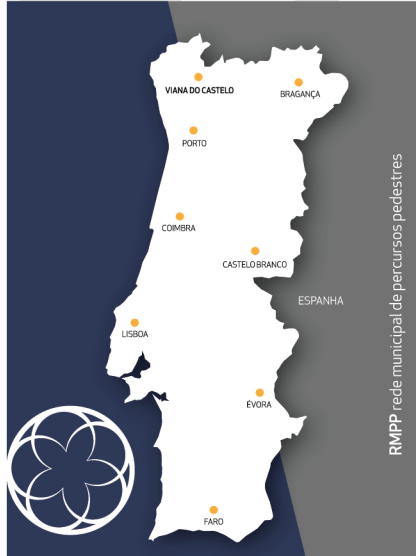 VIANA DO CASTELO
BRAGANÇA
PORTO
COIMBRA
CASTELO BRANCO
ESPANHA
LISBOA
ÉVORA
FARO
RMPP rede municipal de percursos pedestres